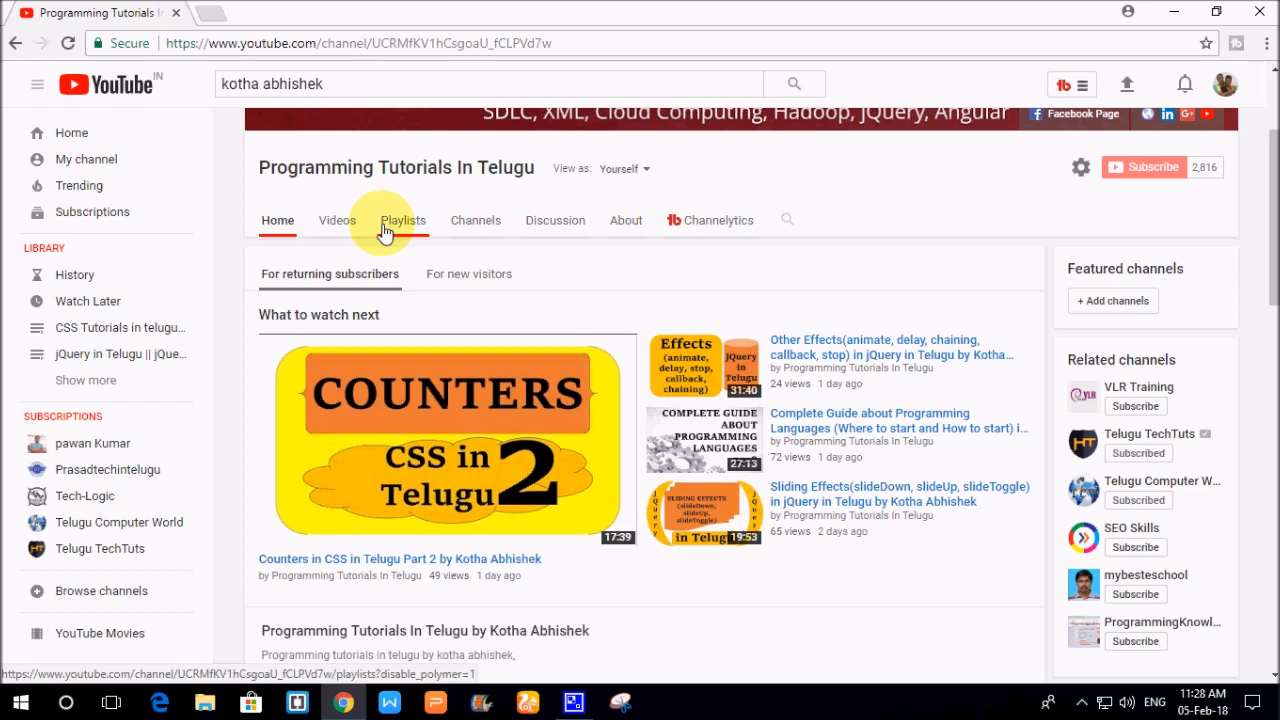 Programming Tutorials I
Secure https://www.youtube.com/channel/UCRMfKV1hCsgoaU_fCLPVd7w
YouTube IN
kotha abhishek
SDLC, XML, Cloud Computing, Hadoop, jQuery, Angular
Facebook Page
Home
My channel
Trending
Subscriptions
LIBRARY
History
Watch Later
CSS Tutorials in telugu...
jQuery in Telugu || jQue...
Show more
SUBSCRIPTIONS
pawan Kumar
Prasadtechintelugu
Tech-Logic
Telugu Computer World
Telugu TechTuts
Browse channels
YouTube Movies
Programming Tutorials In Telugu View as: Yourself
Subscribe 2,816
Home Videos Playlists Channels Discussion About Channelytics
For returning subscribers For new visitors
What to watch next
COUNTERS
CSS in
Telugu 2
17:39
Counters in CSS in Telugu Part 2 by Kotha Abhishek
by Programming Tutorials In Telugu 49 views 1 day ago
Effects
(animate,
delay, stop,
callback,
chaining)
jQuery
in
Telugu
31:40
Other Effects(animate, delay, chaining,
callback, stop) in jQuery in Telugu by Kotha...
by Programming Tutorials In Telugu
24 views 1 day ago
COMPLETE GUIDE
ABOUT
PROGRAMMING
LANGUAGES
27:13
Complete Guide about Programming
Languages (Where to start and How to start) i...
by Programming Tutorials In Telugu
72 views 1 day ago
SLIDING EFFECTS
(slideDown,
slideUp,
slideToggle)
in Telugu
19:53
Sliding Effects(slideDown, slideUp, slideToggle)
in jQuery in Telugu by Kotha Abhishek
by Programming Tutorials In Telugu
65 views 2 days ago
Programming Tutorials In Telugu by Kotha Abhishek
Programming tutorials in telugu by kotha abhishek,
Featured channels
+ Add channels
Related channels
VLR Training
Subscribe
Telugu TechTuts
Subscribed
Telugu Computer W...
Subscribed
SEO Skills
Subscribe
mybesteschool
Subscribe
ProgrammingKnowl...
Subscribe
https://www.youtube.com/channel/UCRMfKV1hCsgoaU_fCLPVd7w/playlists?disable_polymer=1
ENG
11:28 AM
05-Feb-18